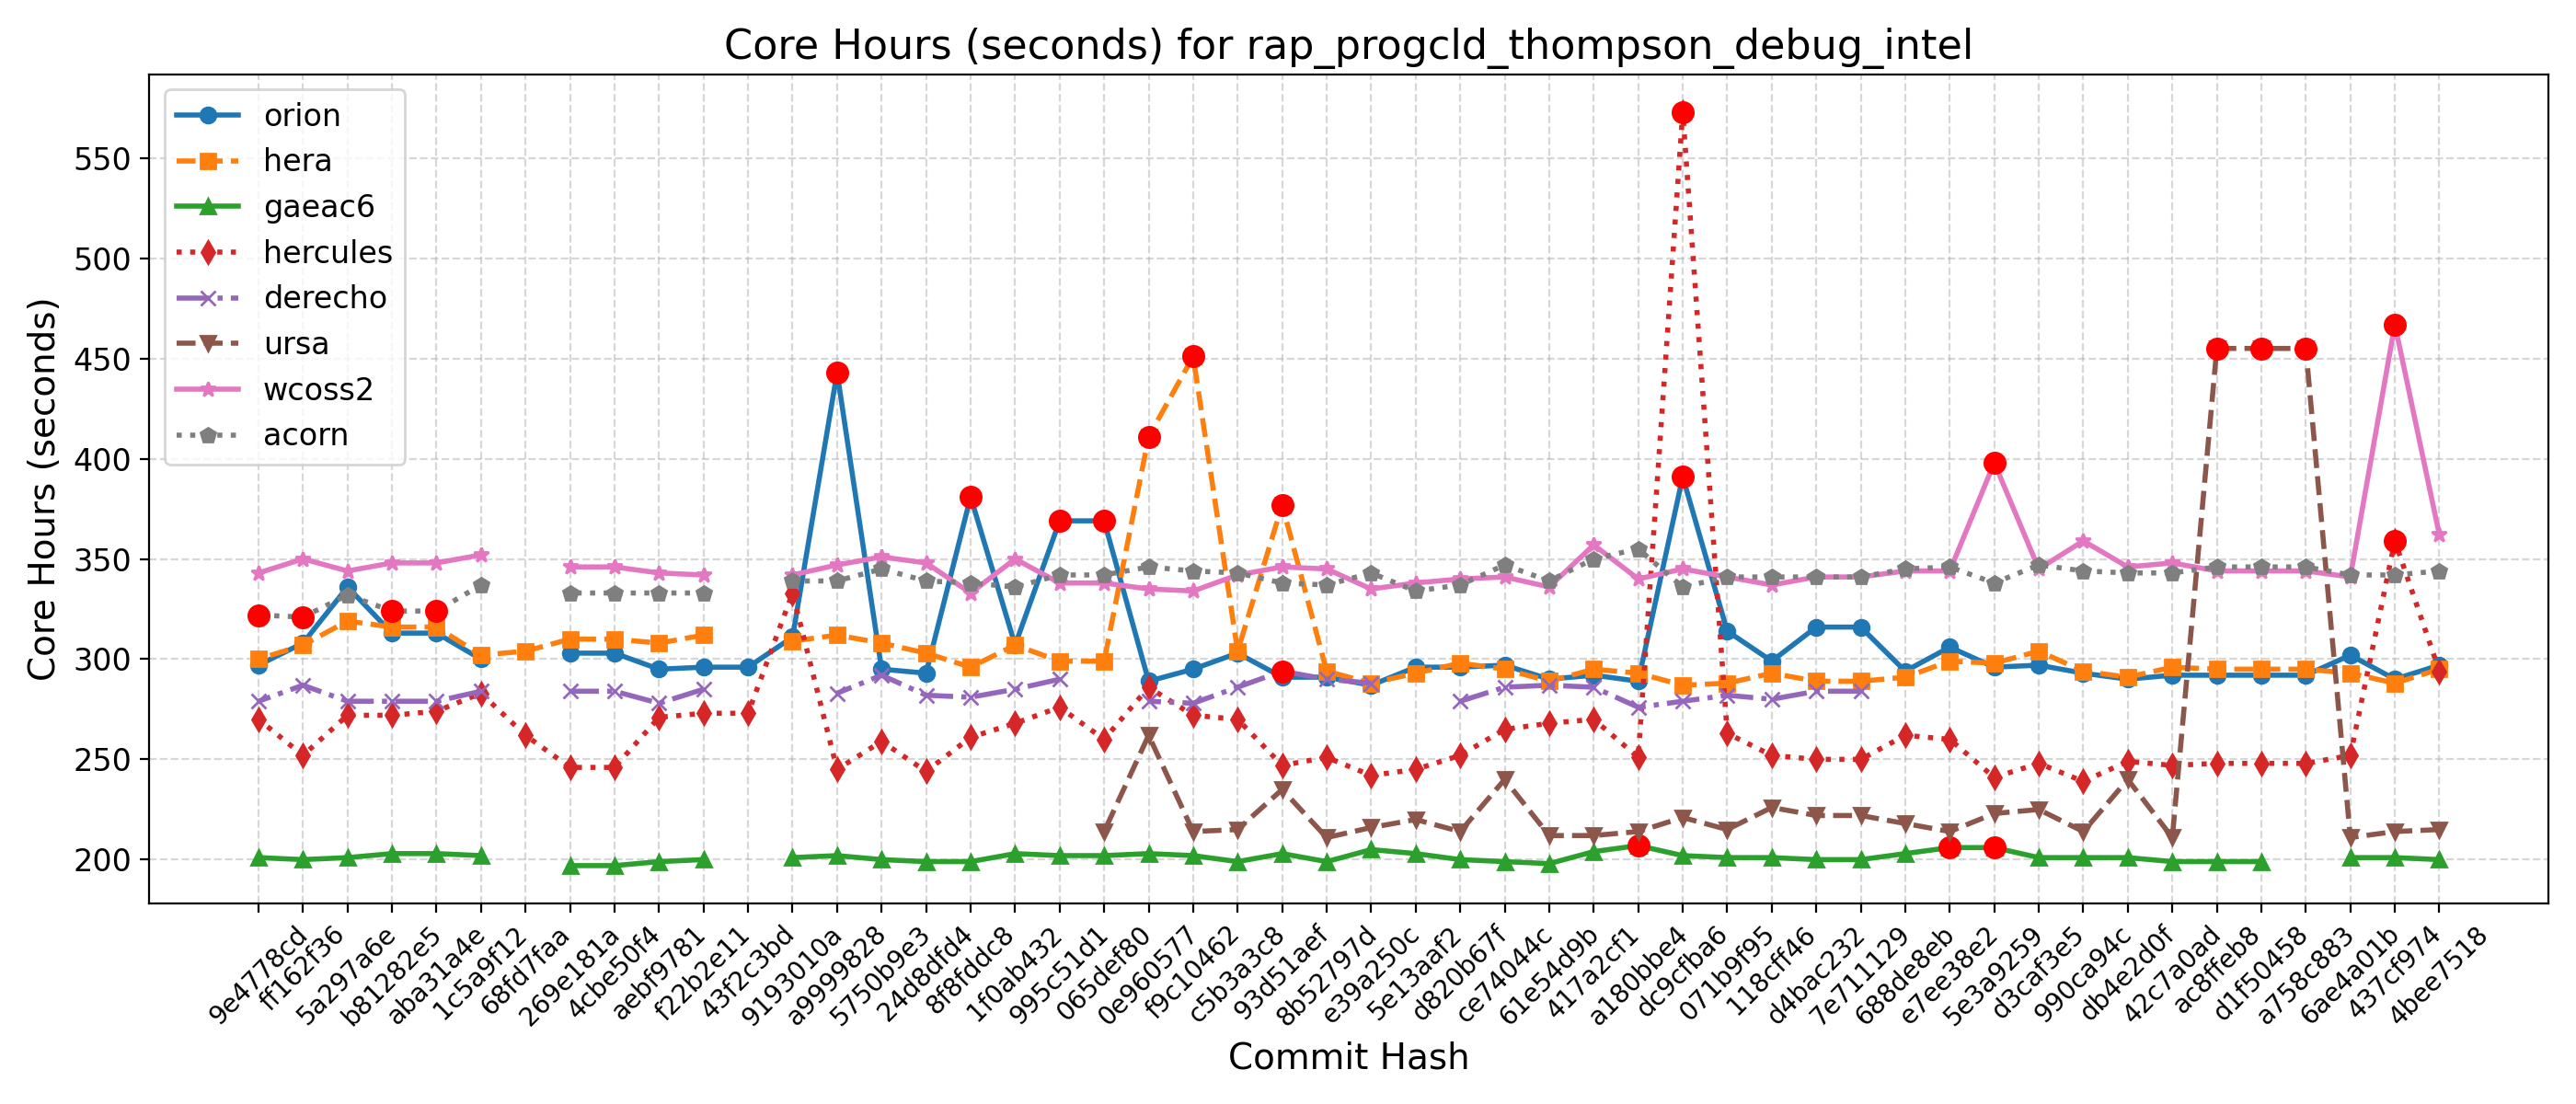 Core Hours (seconds) for rap_progcld_thompson_debug_intel
orion
hera
gaeac6
hercules
derecho
ursa
wcoss2
acorn
Core Hours (seconds)
550
500
450
400
350
300
250
200
9e4778cd
ff162f36
5a297a6e
b81282e5
aba31a4e
1c5a9f12
68fd7faa
269e181a
4cbe50f4
aebf9781
f22b2e11
43f2c3bd
9193010a
a9999828
5750b9e3
24d8dfd4
8f8fddc8
1f0ab432
995c51d1
065def80
0e960577
f9c10462
c5b3a3c8
93d51aef
8b52797d
e39a250c
5e13aaf2
d820b67f
ce74044c
61e54d9b
417a2cf1
a180bbe4
dc9cfba6
071b9f95
118cff46
d4bac232
7e711129
688de8eb
e7ee38e2
5e3a9259
d3caf3e5
990ca94c
db4e2d0f
42c7a0ad
ac8ffeb8
d1f50458
a758c883
6ae4a01b
437cf974
4bee7518
Commit Hash